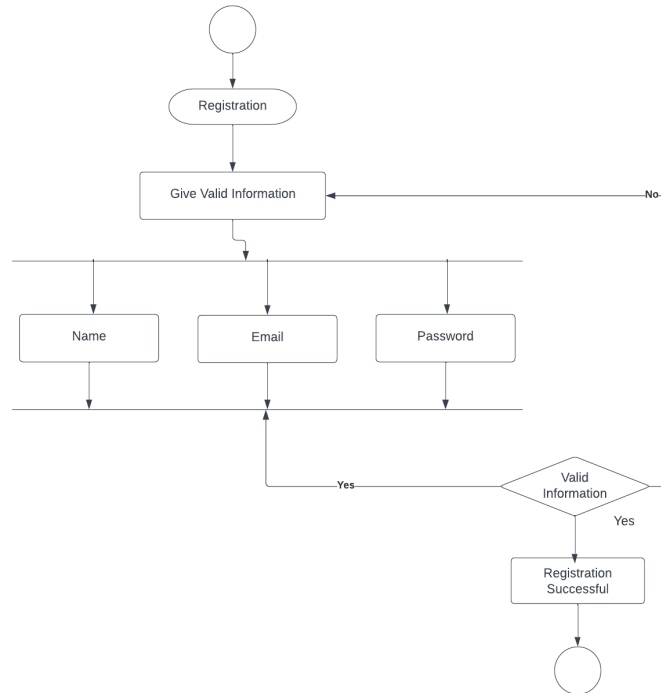 Registration
Give Valid Information
No
Name
Email
Password
Yes
Valid
Information
Yes
Registration
Successful